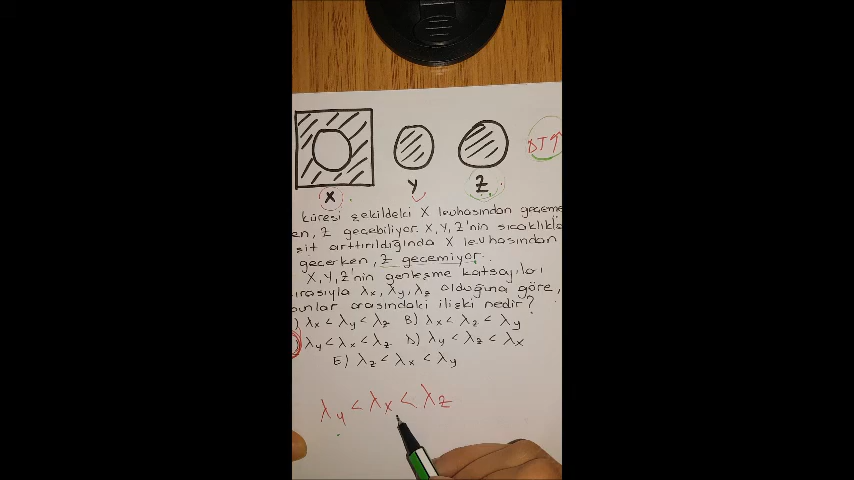 ΔT↑
X Y Z
küresi şekildeki X levhasından geçeme
en, Z geçebiliyor. X, Y, Z'nin sıcaklıkla
şit arttırıldığında X levhasından
geçerken, Z geçemiyor.
X, Y, Z'nin genleşme katsayıları
ırasıyla λx, λy, λz olduğuna göre,
bunlar arasındaki ilişki nedir?
) λx < λy < λz B) λx < λz < λy
λy < λx < λz D) λy < λz < λx
E) λz < λx < λy
λy < λx < λz